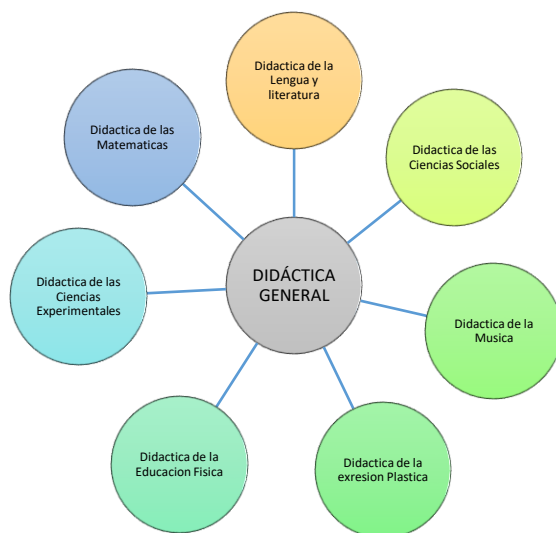 Didactica de la
Lengua y
literatura
Didactica de las
Ciencias Sociales
Didactica de la
Musica
Didactica de la
exresion Plastica
Didactica de la
Educacion Fisica
Didactica de las
Ciencias
Experimentales
Didactica de las
Matematicas
DIDÁCTICA
GENERAL